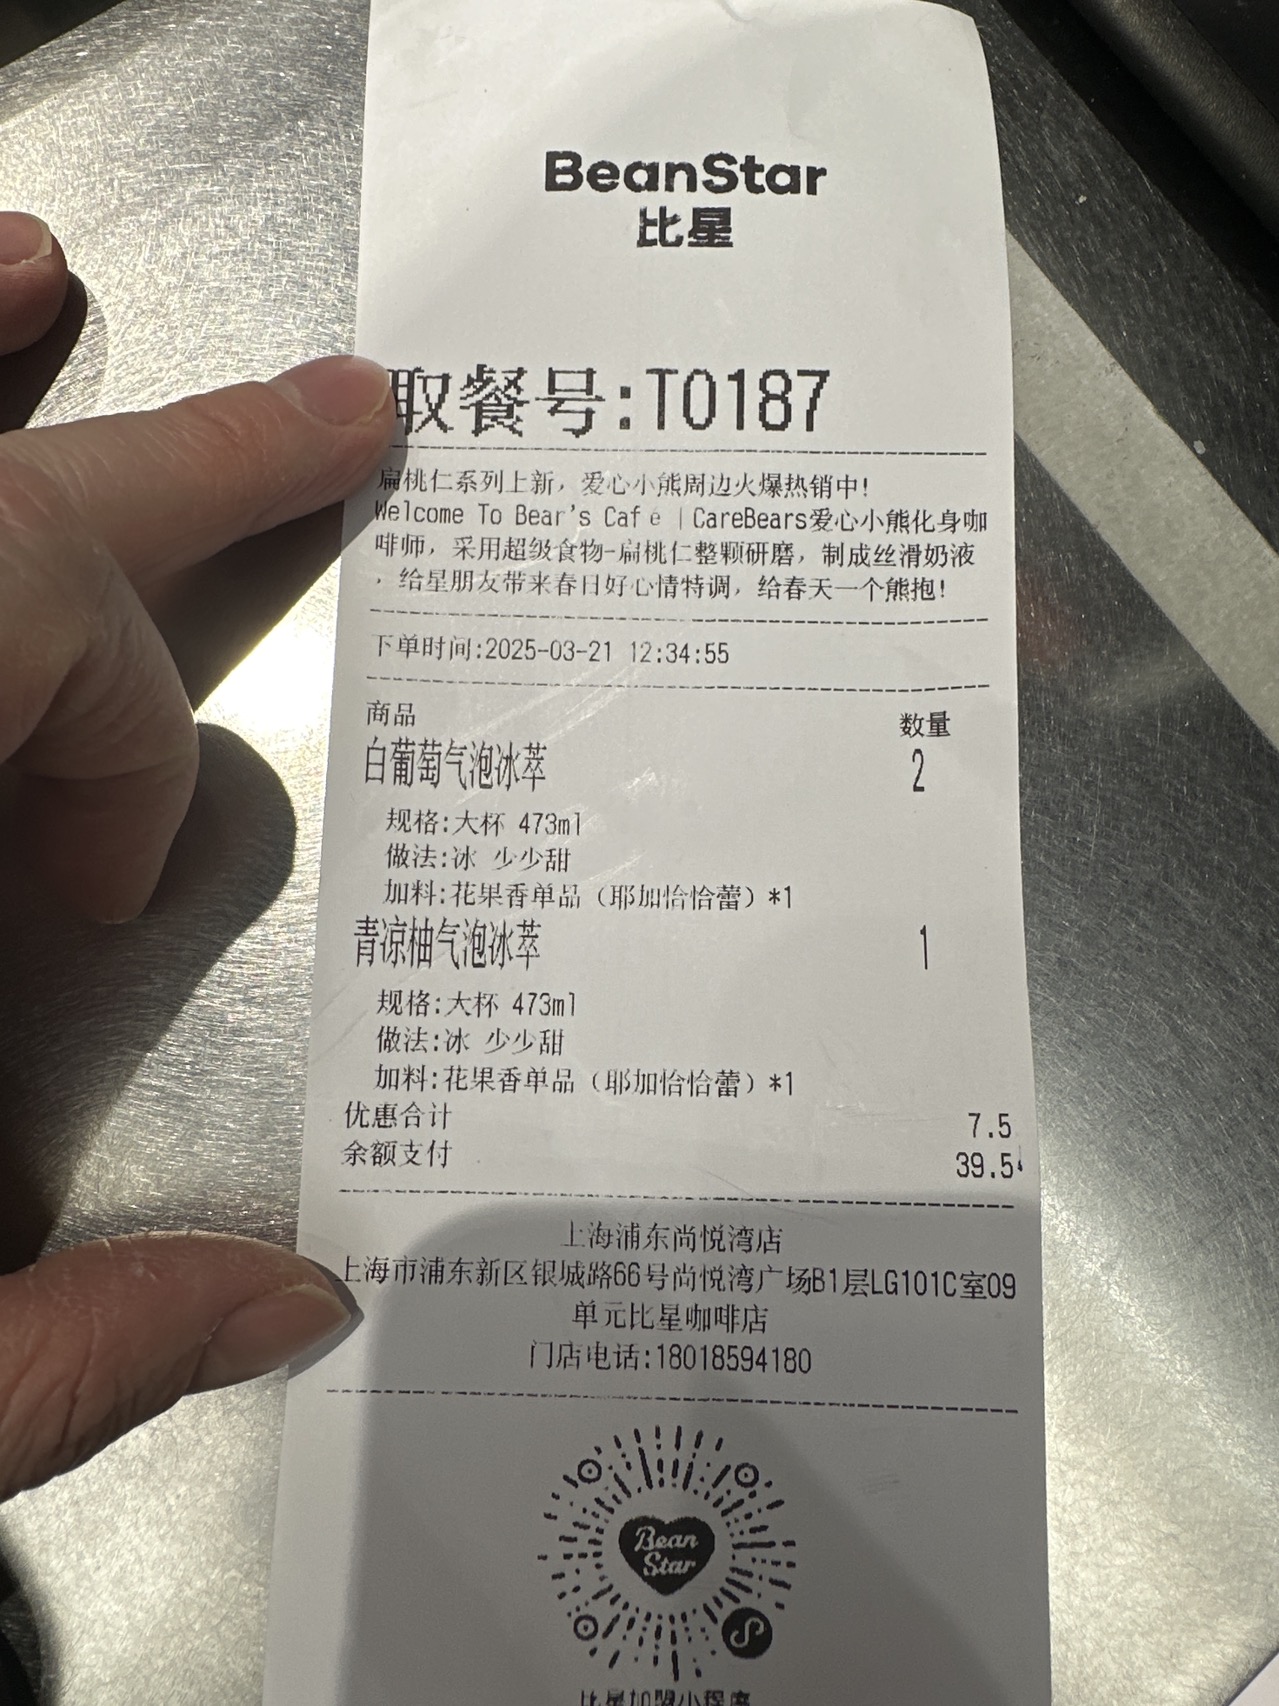 BeanStar
比星
取餐号:T0187
扁桃仁系列上新，爱心小熊周边火爆热销中!
Welcome To Bear's Café |CareBears爱心小熊化身咖
啡师，采用超级食物-扁桃仁整颗研磨，制成丝滑奶液
，给星朋友带来春日好心情特调，给春天一个熊抱!
下单时间:2025-03-21 12:34:55
商品 数量
白葡萄气泡冰萃 2
规格:大杯 473ml
做法:冰 少少甜
加料:花果香单品（耶加恰恰蕾）*1
青凉柚气泡冰萃 1
规格:大杯 473ml
做法:冰 少少甜
加料:花果香单品（耶加恰恰蕾）*1
优惠合计 7.5
余额支付 39.5
上海浦东尚悦湾店
上海市浦东新区银城路66号尚悦湾广场B1层LG101C室09
单元比星咖啡店
门店电话:18018594180
Bean
Star
比星加盟小程序